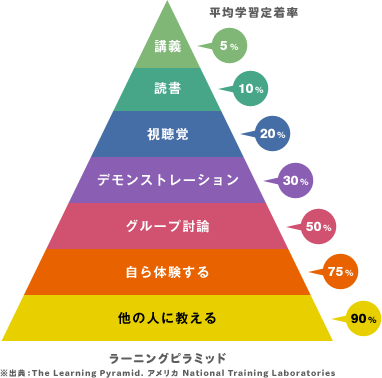 平均学習定着率
講義
5%
読書
10%
視聴党
20%
デモンストレーション
30%
グループ討論
50%
自ら体験する
75%
他の人に教える
90%
ラーニングピラミッド
※出典:The Learning Pyramid. アメリカ National Training Laboratories